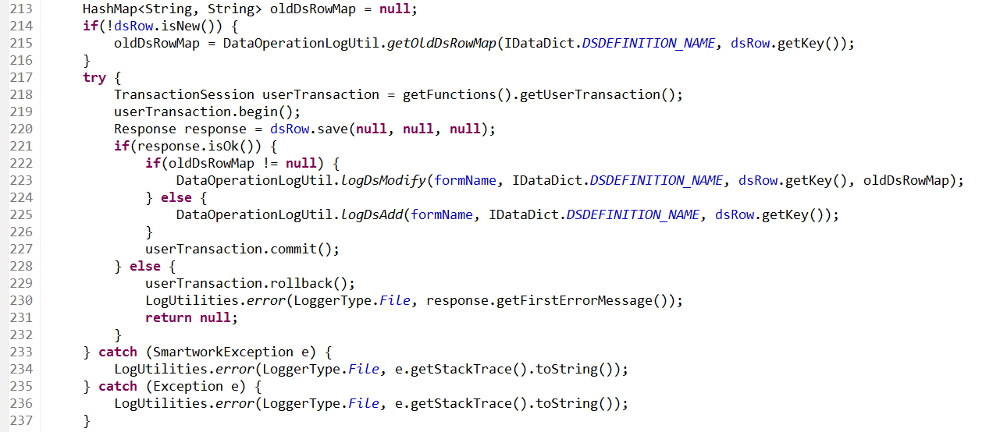 213 HashMap<String, String> oldDsRowMap = null;
214 if(!dsRow.isNew()) {
215 oldDsRowMap = DataOperationLogUtil.getOldDsRowMap(IDataDict.DSDEFINITION_NAME, dsRow.getKey());
216 }
217 try {
218 TransactionSession userTransaction = getFunctions().getUserTransaction();
219 userTransaction.begin();
220 Response response = dsRow.save(null, null, null);
221 if(response.isOk()) {
222 if(oldDsRowMap != null) {
223 DataOperationLogUtil.logDsModify(formName, IDataDict.DSDEFINITION_NAME, dsRow.getKey(), oldDsRowMap);
224 } else {
225 DataOperationLogUtil.logDsAdd(formName, IDataDict.DSDEFINITION_NAME, dsRow.getKey());
226 }
227 userTransaction.commit();
228 } else {
229 userTransaction.rollback();
230 LogUtilities.error(LoggerType.File, response.getFirstErrorMessage());
231 return null;
232 }
233 } catch (SmartworkException e) {
234 LogUtilities.error(LoggerType.File, e.getStackTrace().toString());
235 } catch (Exception e) {
236 LogUtilities.error(LoggerType.File, e.getStackTrace().toString());
237 }